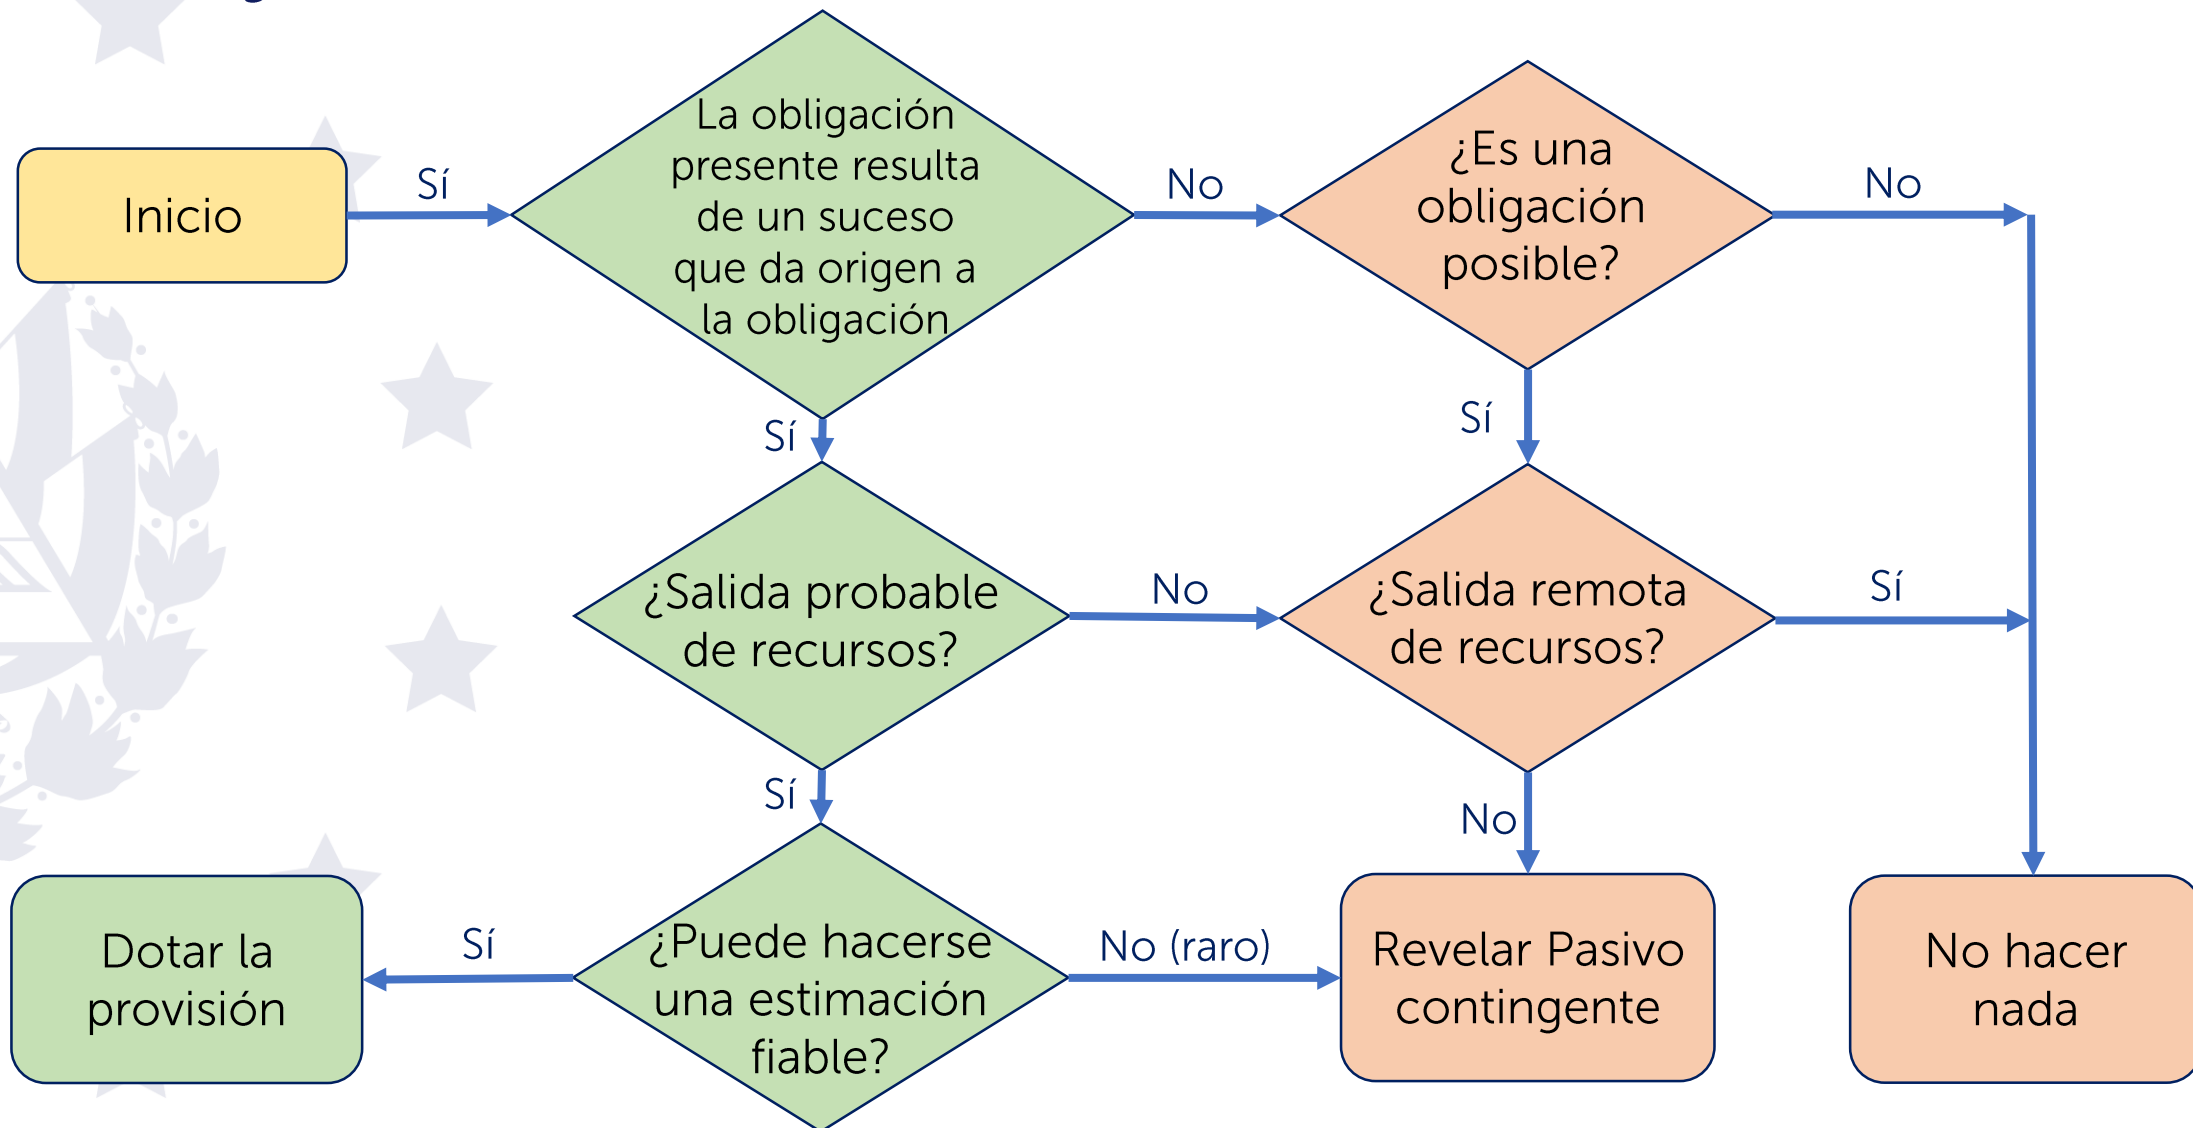 Inicio
Sí
La obligación
presente resulta
de un suceso
que da origen a
la obligación
No
¿Es una
obligación
posible?
No
Sí
Sí
¿Salida probable
de recursos?
No
¿Salida remota
de recursos?
Sí
Sí
No
Dotar la
provisión
Sí
¿Puede hacerse
una estimación
fiable?
No (raro)
Revelar Pasivo
contingente
No hacer
nada